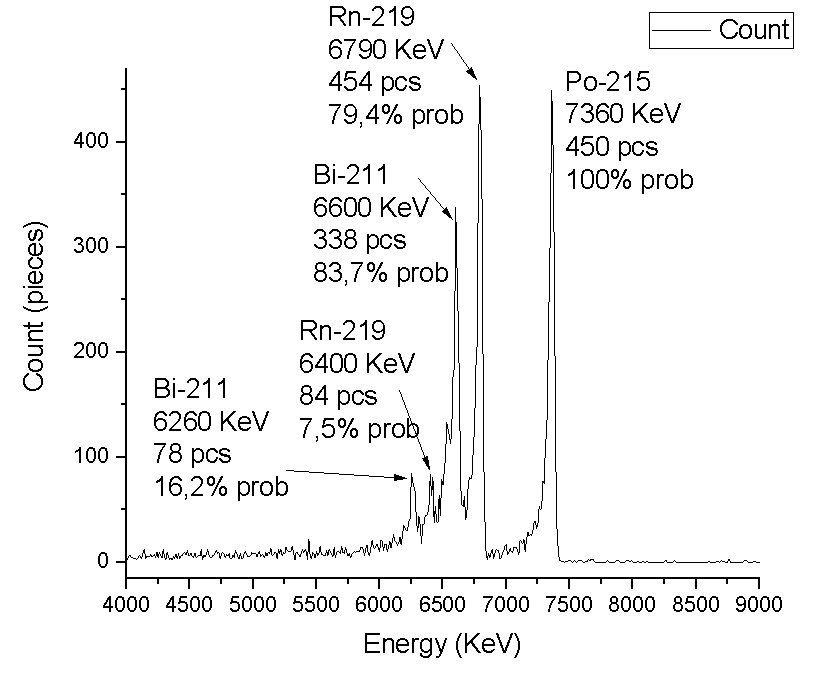 Rn-219
6790 KeV
454 pcs
79,4% prob
Count
Po-215
7360 KeV
450 pcs
100% prob
Bi-211
6600 KeV
338 pcs
83,7% prob
Rn-219
6400 KeV
84 pcs
7,5% prob
Bi-211
6260 KeV
78 pcs
16,2% prob
Count (pieces)
400
300
200
100
0
4000 4500 5000 5500 6000 6500 7000 7500 8000 8500 9000
Energy (KeV)